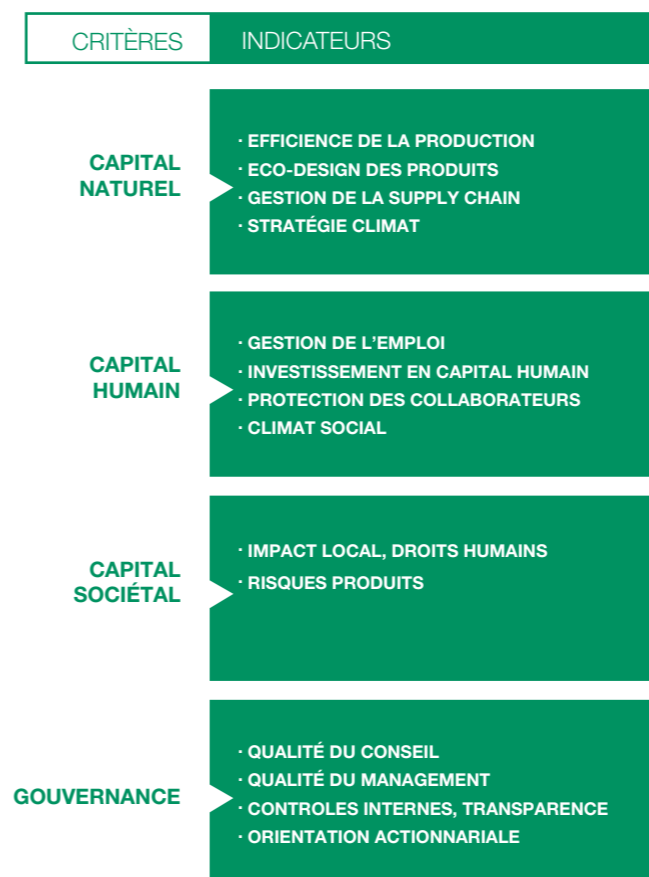 CRITÈRES INDICATEURS
CAPITAL
NATUREL
· EFFICIENCE DE LA PRODUCTION
· ECO-DESIGN DES PRODUITS
· GESTION DE LA SUPPLY CHAIN
· STRATÉGIE CLIMAT
CAPITAL
HUMAIN
· GESTION DE L’EMPLOI
· INVESTISSEMENT EN CAPITAL HUMAIN
· PROTECTION DES COLLABORATEURS
· CLIMAT SOCIAL
CAPITAL
SOCIÉTAL
· IMPACT LOCAL, DROITS HUMAINS
· RISQUES PRODUITS
GOUVERNANCE
· QUALITÉ DU CONSEIL
· QUALITÉ DU MANAGEMENT
· CONTROLES INTERNES, TRANSPARENCE
· ORIENTATION ACTIONNARIALE